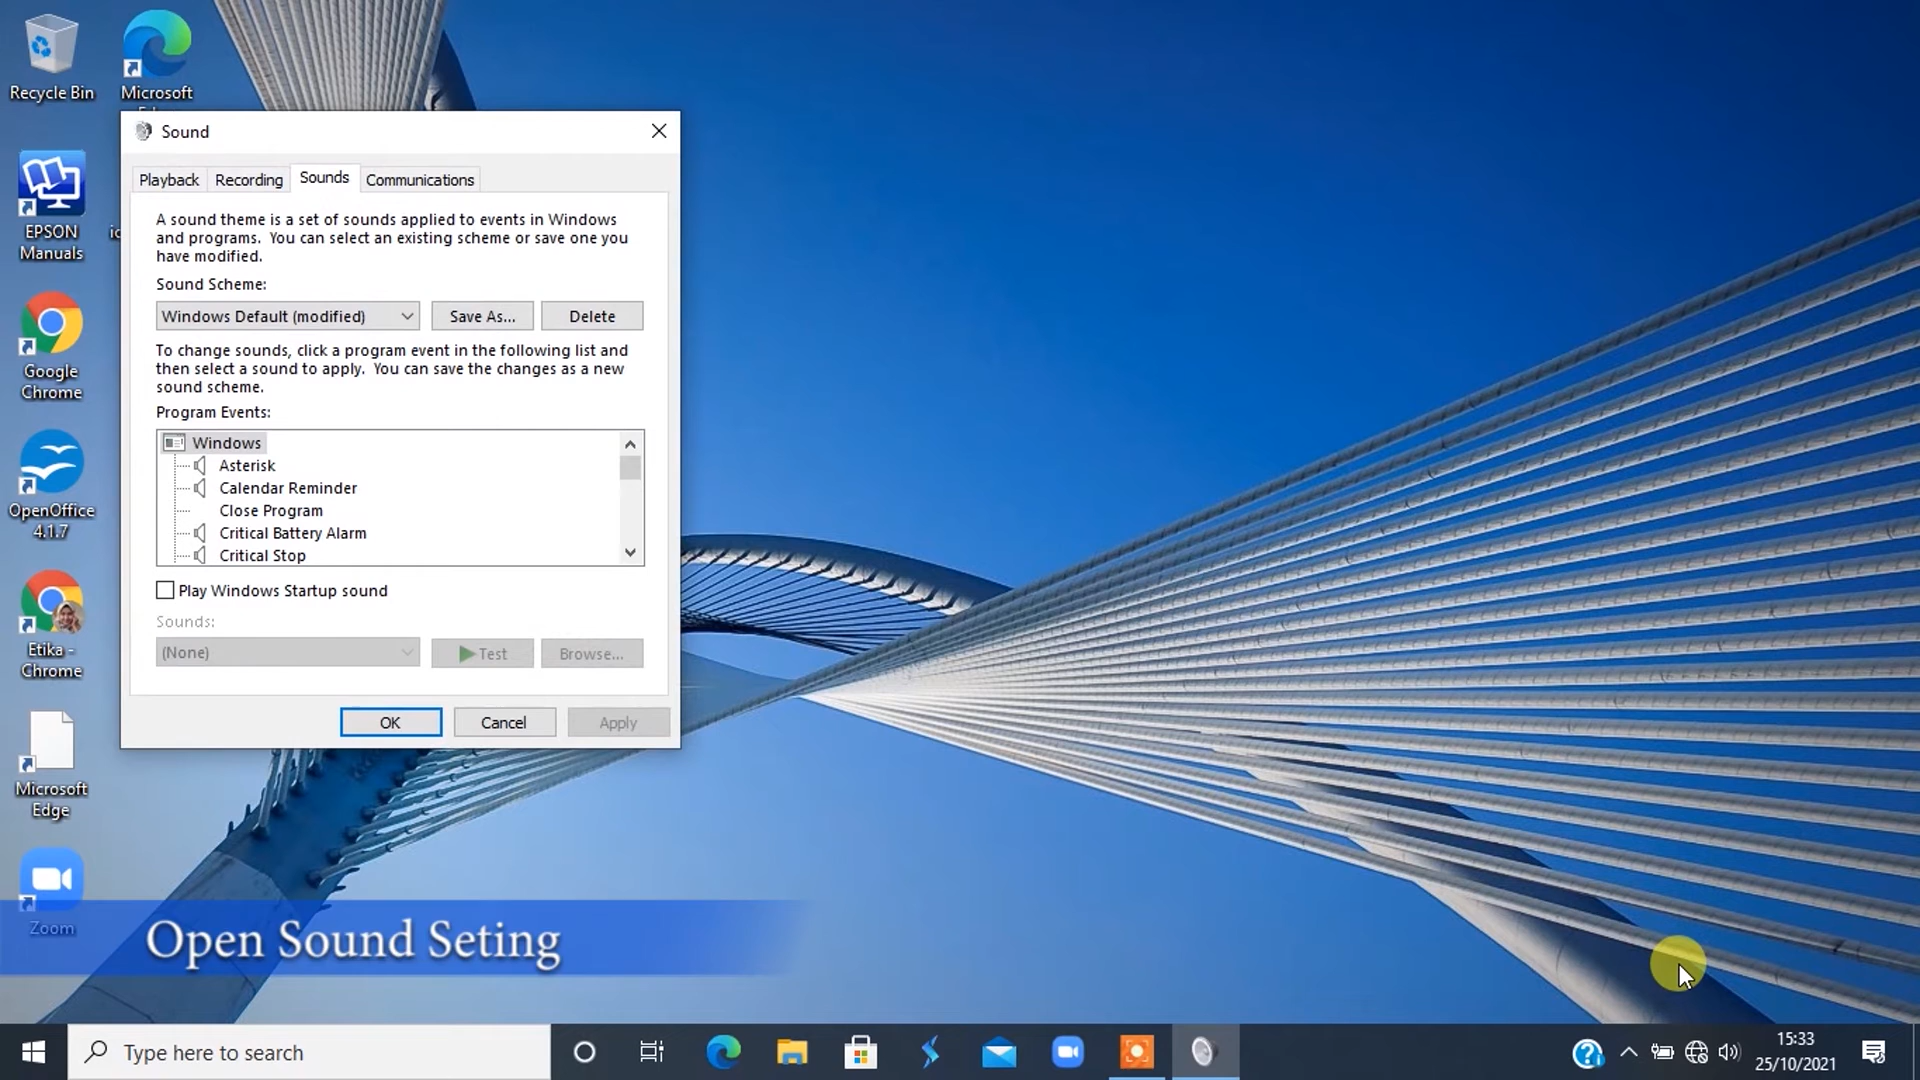 Recycle Bin
Microsoft
EPSON
Manuals
Google
Chrome
OpenOffice
4.1.7
Etika -
Chrome
Microsoft
Edge
Zoom
Sound
Playback
Recording
Sounds
Communications
A sound theme is a set of sounds applied to events in Windows
and programs. You can select an existing scheme or save one you
have modified.
Sound Scheme:
Windows Default (modified)
Save As...
Delete
To change sounds, click a program event in the following list and
then select a sound to apply. You can save the changes as a new
sound scheme.
Program Events:
Windows
Asterisk
Calendar Reminder
Close Program
Critical Battery Alarm
Critical Stop
Play Windows Startup sound
Sounds:
(None)
Test
Browse...
OK
Cancel
Apply
Open Sound Seting
Type here to search
15:33
25/10/2021